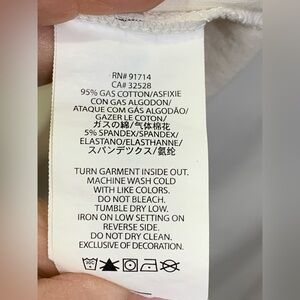 RN# 91714
CA# 32528
95% GAS COTTON/ASFIXIE
CON GAS ALGODON/
ATAQUE COM GÁS ALGODÃO/
GAZER LE COTON/
ガスの綿/气体棉花
5% SPANDEX/SPANDEX/
ELASTANO/ELASTHANNE/
スパンデックス/氨纶
TURN GARMENT INSIDE OUT.
MACHINE WASH COLD
WITH LIKE COLORS.
DO NOT BLEACH.
TUMBLE DRY LOW.
IRON ON LOW SETTING ON
REVERSE SIDE.
DO NOT DRY CLEAN.
EXCLUSIVE OF DECORATION.